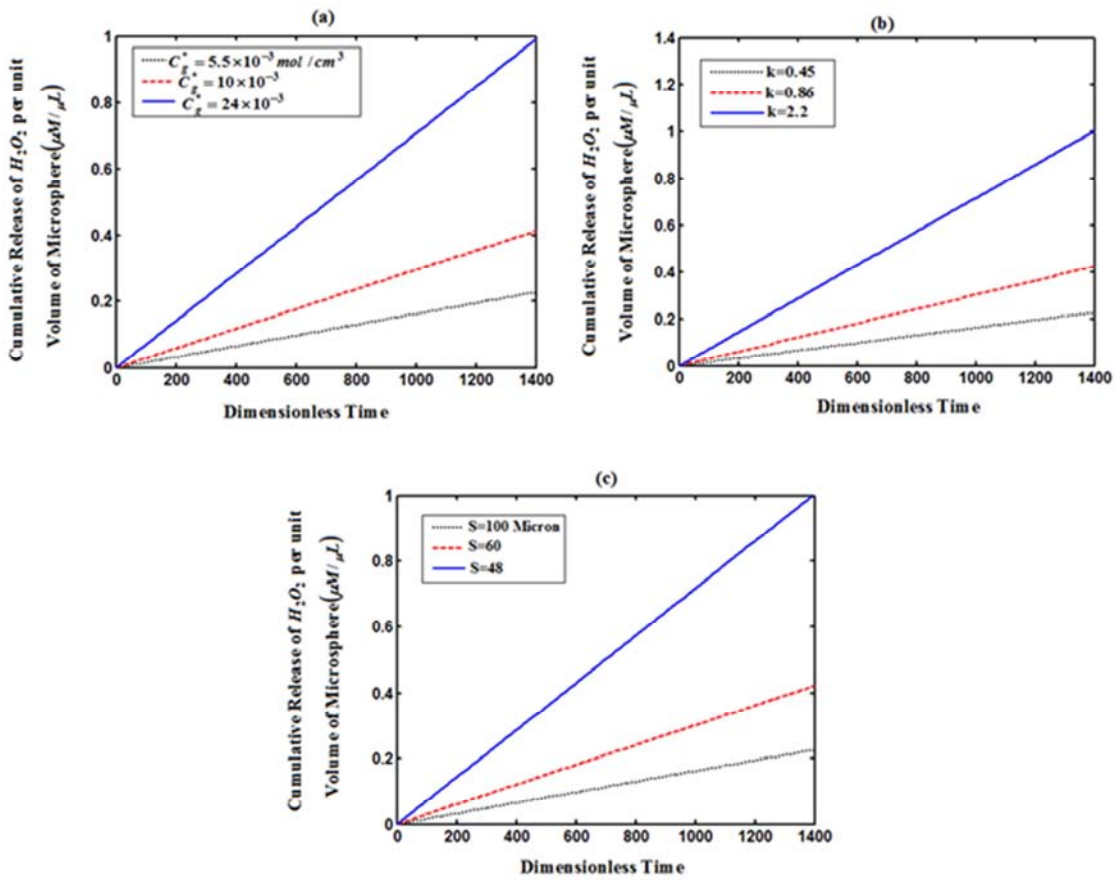 (a)
Cumulative Release of H₂O₂ per unit
Volume of Microsphere(μM/μL)
1
0.8
0.6
0.4
0.2
0
C*g = 5.5×10⁻³ mol / cm³
C*g = 10×10⁻³
C*g = 24×10⁻³
0 200 400 600 800 1000 1200 1400
Dimensionless Time
(b)
Cumulative Release of H₂O₂ per unit
Volume of Microsphere(μM/μL)
1.4
1.2
1
0.8
0.6
0.4
0.2
0
k=0.45
k=0.86
k=2.2
0 200 400 600 800 1000 1200 1400
Dimensionless Time
(c)
Cumulative Release of H₂O₂ per unit
Volume of Microsphere(μM/μL)
1
0.8
0.6
0.4
0.2
0
S=100 Micron
S=60
S=48
0 200 400 600 800 1000 1200 1400
Dimensionless Time